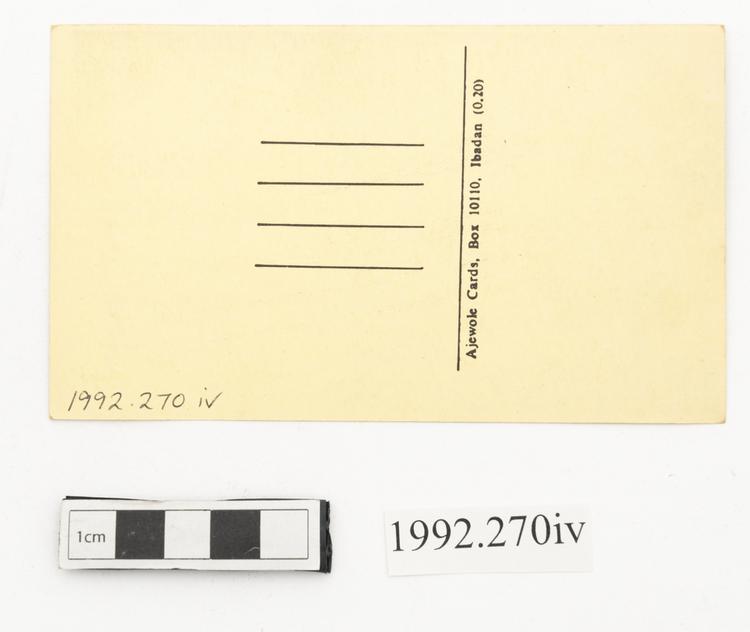 Ajewole Cards, Box 10110, Ibadan (0.20)
1992.270 iv
1cm
1992.270iv